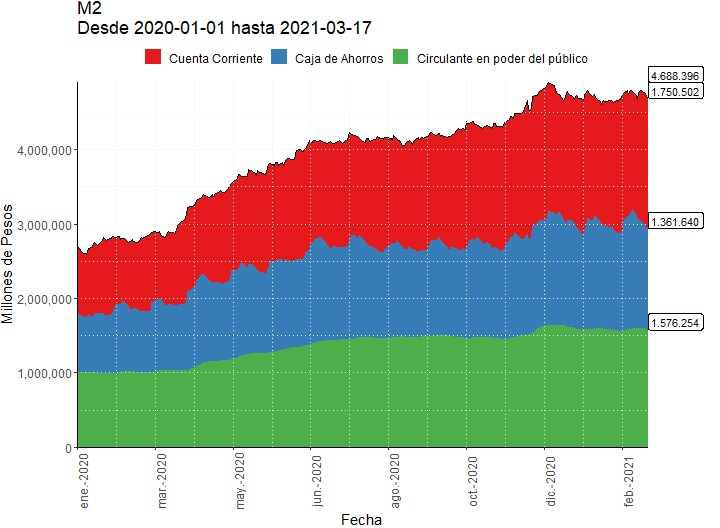 M2
Desde 2020-01-01 hasta 2021-03-17
Cuenta Corriente Caja de Ahorros Circulante en poder del público
4.688.396
1.750.502
4,000,000
3,000,000
1.361.640
2,000,000
1.576.254
1,000,000
0
Millones de Pesos
ene.-2020 mar.-2020 may.-2020 jun.-2020 ago.-2020 oct.-2020 dic.-2020 feb.-2021
Fecha